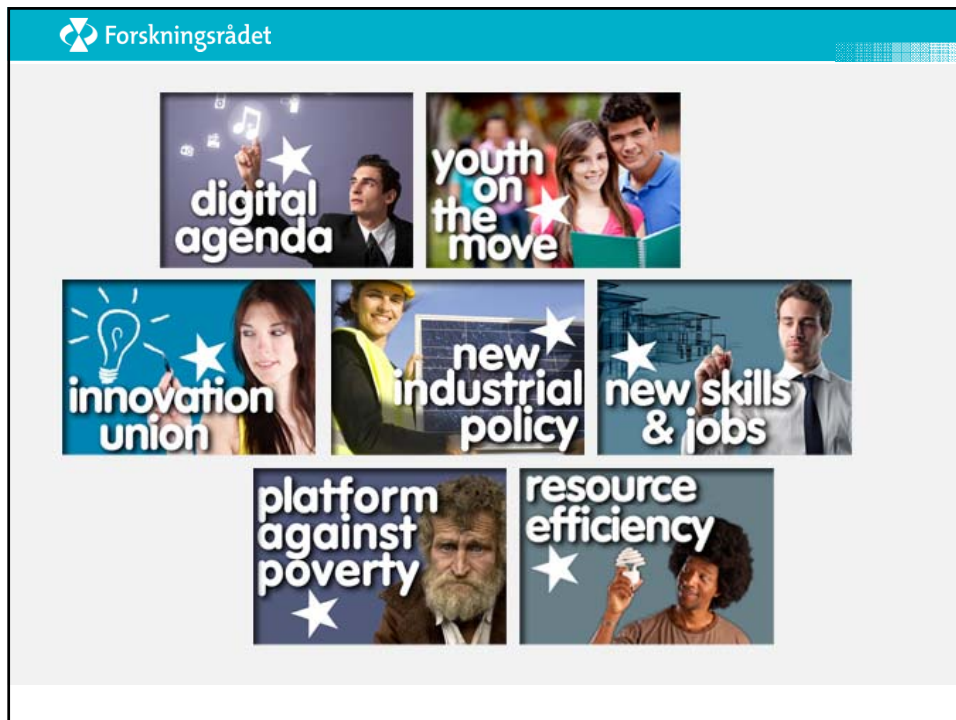 Forskningsrådet
digital
agenda
youth
on
the
move
innovation
union
new
industrial
policy
new skills
& jobs
platform
against
poverty
resource
efficiency